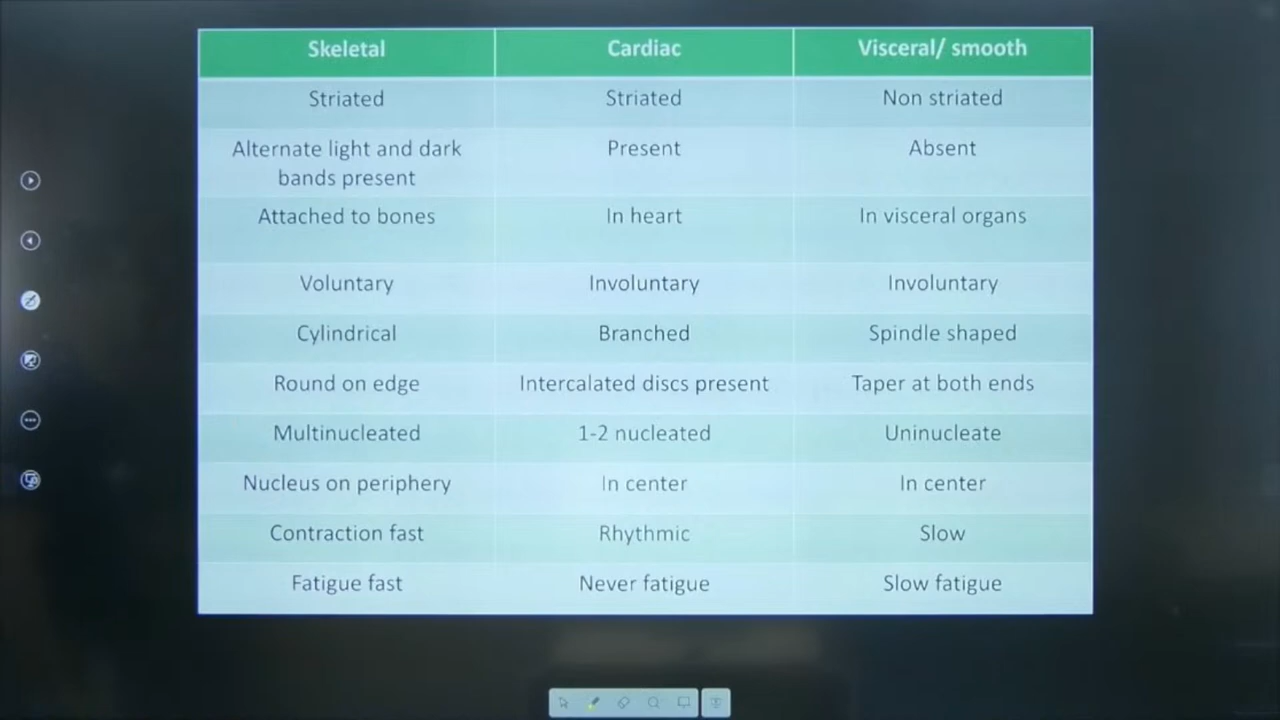 Skeletal Cardiac Visceral/ smooth
Striated Striated Non striated
Alternate light and dark Present Absent
bands present
Attached to bones In heart In visceral organs
Voluntary Involuntary Involuntary
Cylindrical Branched Spindle shaped
Round on edge Intercalated discs present Taper at both ends
Multinucleated 1-2 nucleated Uninucleate
Nucleus on periphery In center In center
Contraction fast Rhythmic Slow
Fatigue fast Never fatigue Slow fatigue